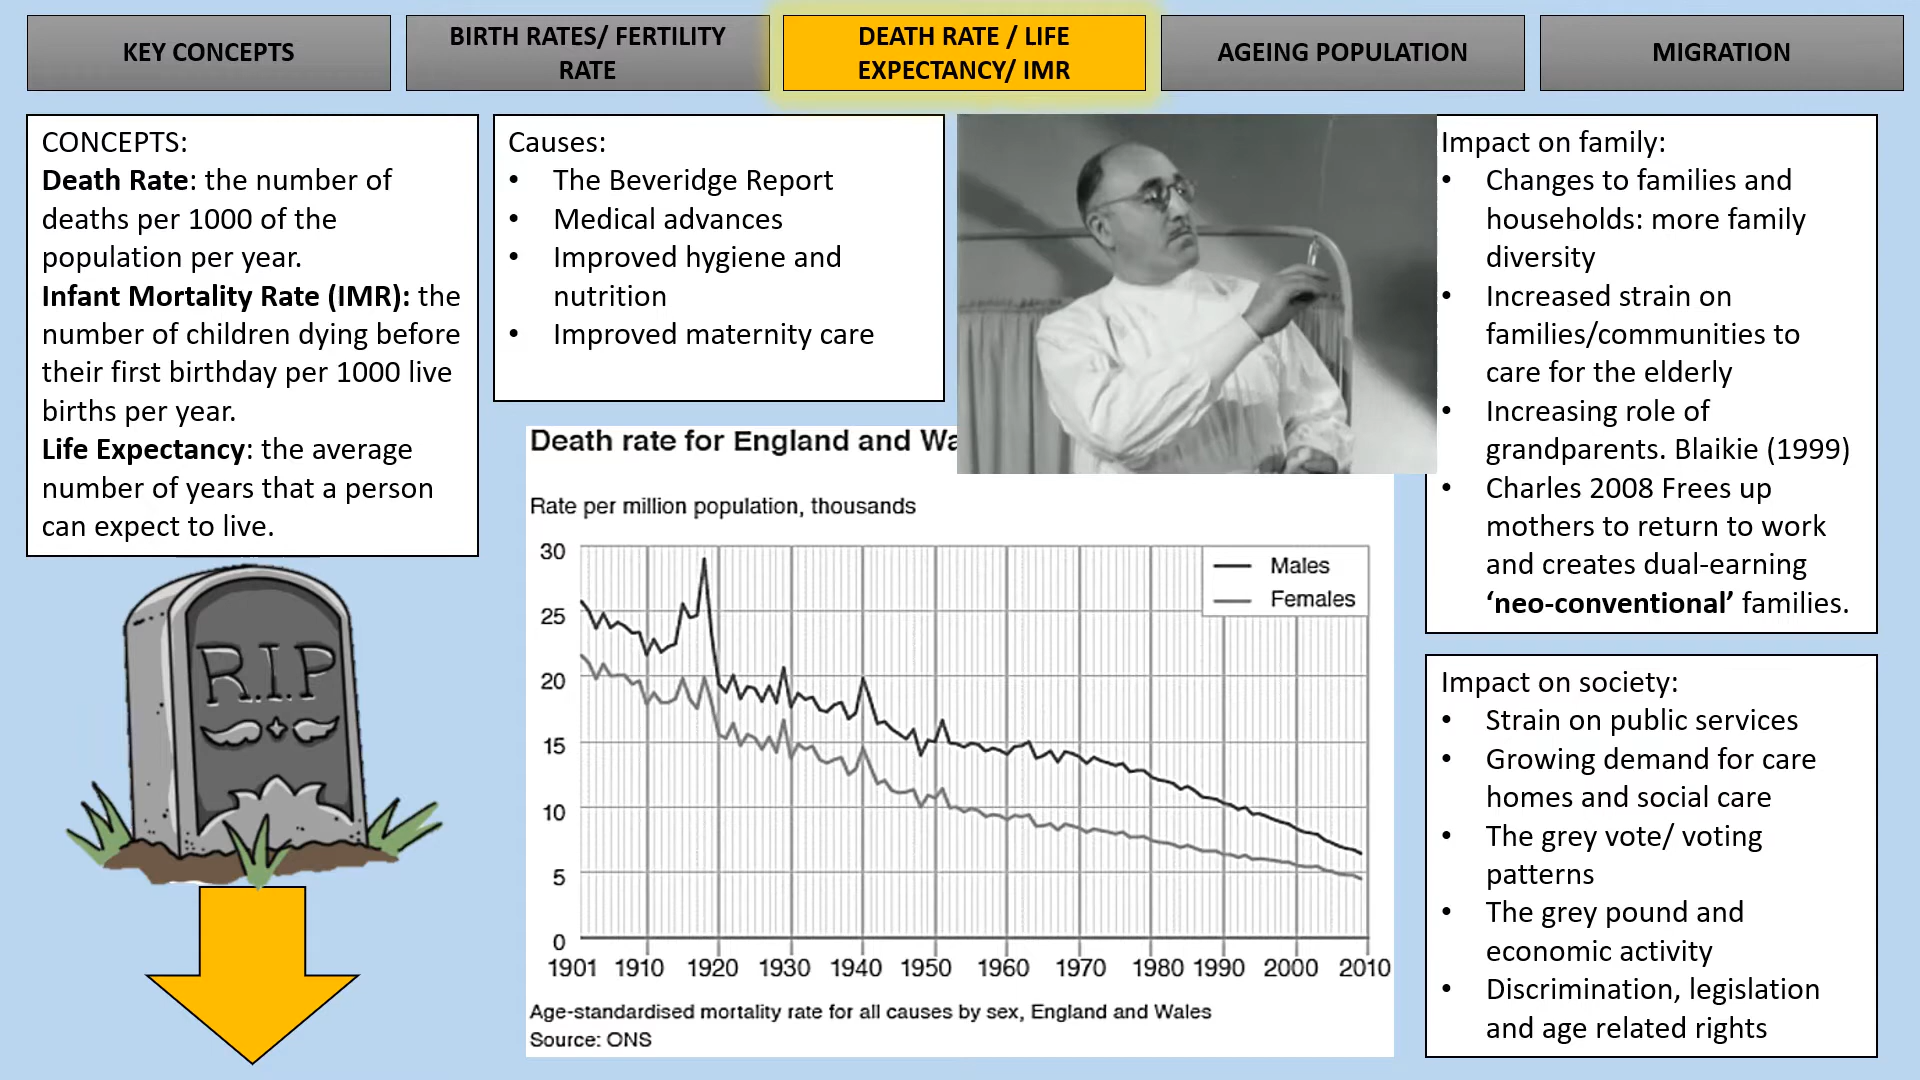 KEY CONCEPTS
BIRTH RATES/ FERTILITY
RATE
DEATH RATE / LIFE
EXPECTANCY/ IMR
AGEING POPULATION
MIGRATION
CONCEPTS:
Death Rate: the number of
deaths per 1000 of the
population per year.
Infant Mortality Rate (IMR): the
number of children dying before
their first birthday per 1000 live
births per year.
Life Expectancy: the average
number of years that a person
can expect to live.
R.I.P
Causes:
• The Beveridge Report
• Medical advances
• Improved hygiene and
nutrition
• Improved maternity care
Death rate for England and Wa
Rate per million population, thousands
30
25
20
15
10
5
0
Males
Females
1901 1910 1920 1930 1940 1950 1960 1970 1980 1990 2000 2010
Age-standardised mortality rate for all causes by sex, England and Wales
Source: ONS
Impact on family:
• Changes to families and
households: more family
diversity
• Increased strain on
families/communities to
care for the elderly
• Increasing role of
grandparents. Blaikie (1999)
• Charles 2008 Frees up
mothers to return to work
and creates dual-earning
‘neo-conventional’ families.
Impact on society:
• Strain on public services
• Growing demand for care
homes and social care
• The grey vote/ voting
patterns
• The grey pound and
economic activity
• Discrimination, legislation
and age related rights